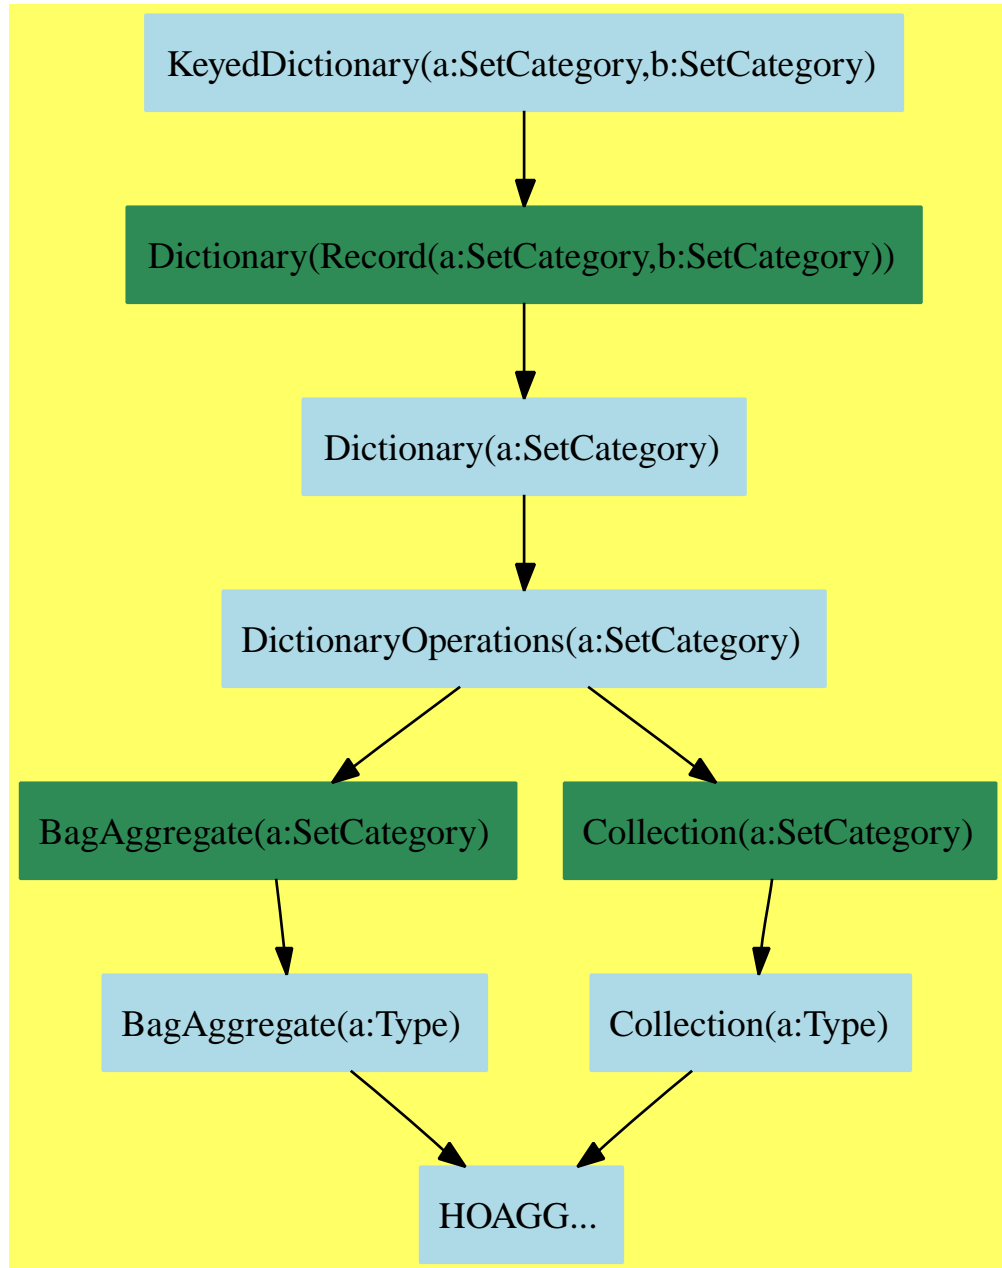 KeyedDictionary(a:SetCategory,b:SetCategory)
Dictionary(Record(a:SetCategory,b:SetCategory))
Dictionary(a:SetCategory)
DictionaryOperations(a:SetCategory)
BagAggregate(a:SetCategory)
Collection(a:SetCategory)
BagAggregate(a:Type)
Collection(a:Type)
HOAGG...